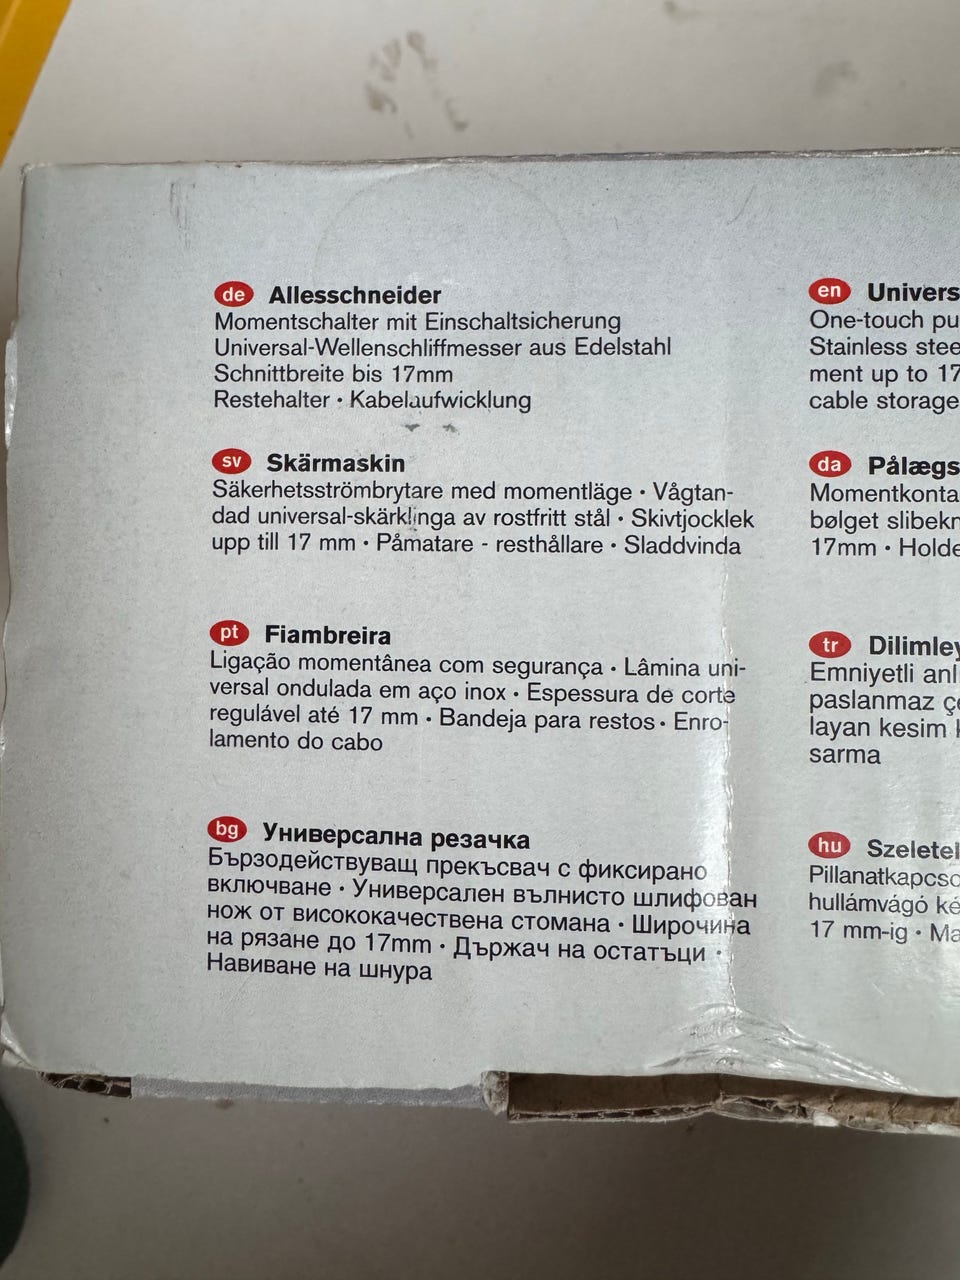 de Allesschneider
Momentschalter mit Einschaltsicherung
Universal-Wellenschliffmesser aus Edelstahl
Schnittbreite bis 17mm
Restehalter • Kabelaufwicklung
sv Skärmaskin
Säkerhetsströmbrytare med momentläge • Vågtan-
dad universal-skärklinga av rostfritt stål • Skivtjocklek
upp till 17 mm • Påmatare - resthållare • Sladdvinda
pt Fiambreira
Ligação momentânea com segurança • Lâmina uni-
versal ondulada em aço inox • Espessura de corte
regulável até 17 mm • Bandeja para restos • Enro-
lamento do cabo
bg Универсална резачка
Бързодействуващ прекъсвач с фиксирано
включване • Универсален вълнисто шлифован
нож от висококачествена стомана • Широчина
на рязане до 17mm • Държач на остатъци •
Навиване на шнура
en Univers
One-touch pu
Stainless stee
ment up to 17
cable storage
da Pålægs
Momentkonta
bølget slibekn
17mm • Holde
tr Dilimley
Emniyetli anl
paslanmaz çe
layan kesim k
sarma
hu Szeletel
Pillanatkapcso
hullámvágó ké
17 mm-ig • Ma